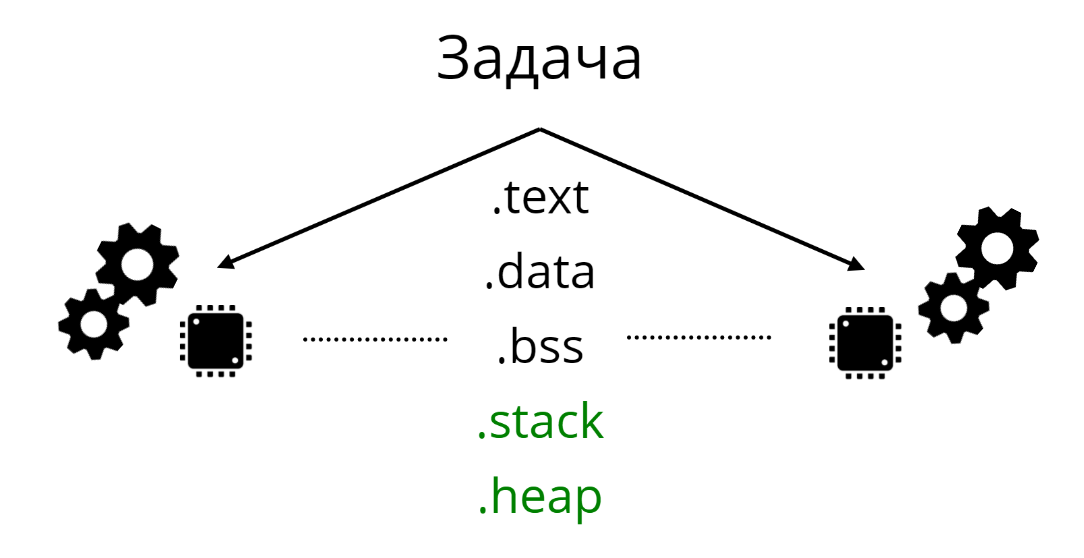 Задача
.text
.data
.bss
.stack
.heap